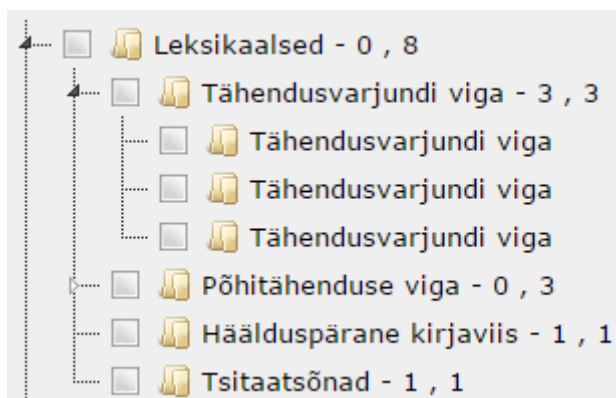 Leksikaalsed - 0 , 8
Tähendusvarjundi viga - 3 , 3
Tähendusvarjundi viga
Tähendusvarjundi viga
Tähendusvarjundi viga
Põhitähenduse viga - 0 , 3
Häälduspärane kirjaviis - 1 , 1
Tsitaatsõnad - 1 , 1